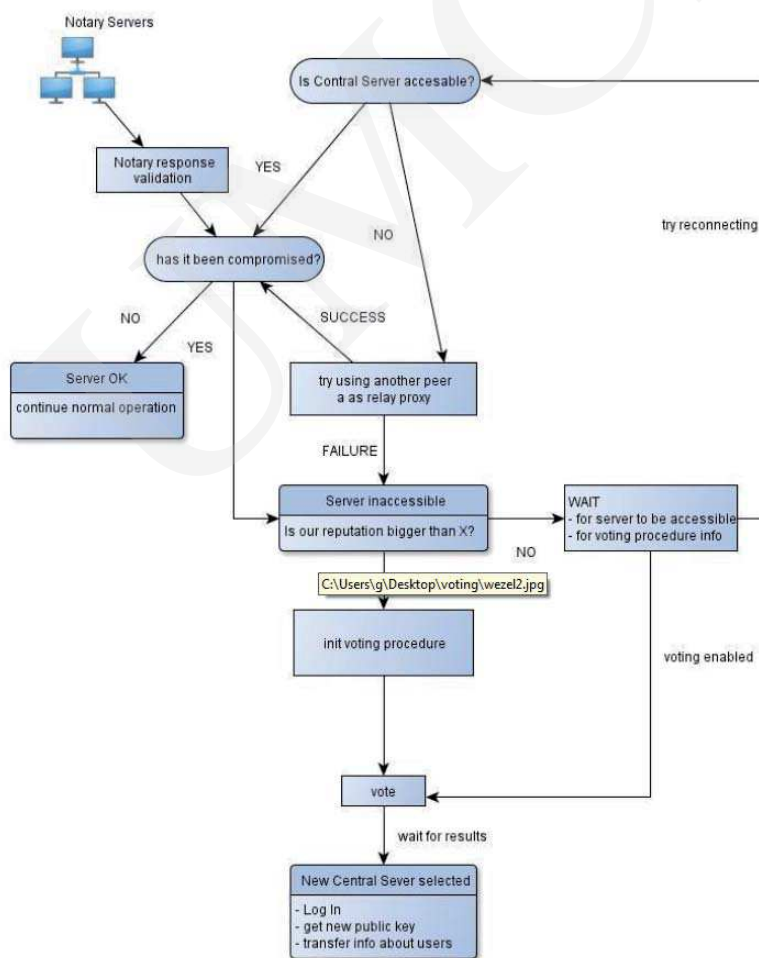 Notary Servers
Is Contral Server accesable?
Notary response
validation
YES
try reconnecting
NO
has it been compromised?
NO
SUCCESS
YES
Server OK
continue normal operation
try using another peer
a as relay proxy
FAILURE
Server inaccessible
Is our reputation bigger than X?
WAIT
- for server to be accessible
- for voting procedure info
NO
C:\Users\g\Desktop\voting\wezel2.jpg
init voting procedure
voting enabled
vote
wait for results
New Central Sever selected
- Log In
- get new public key
- transfer info about users
UMC